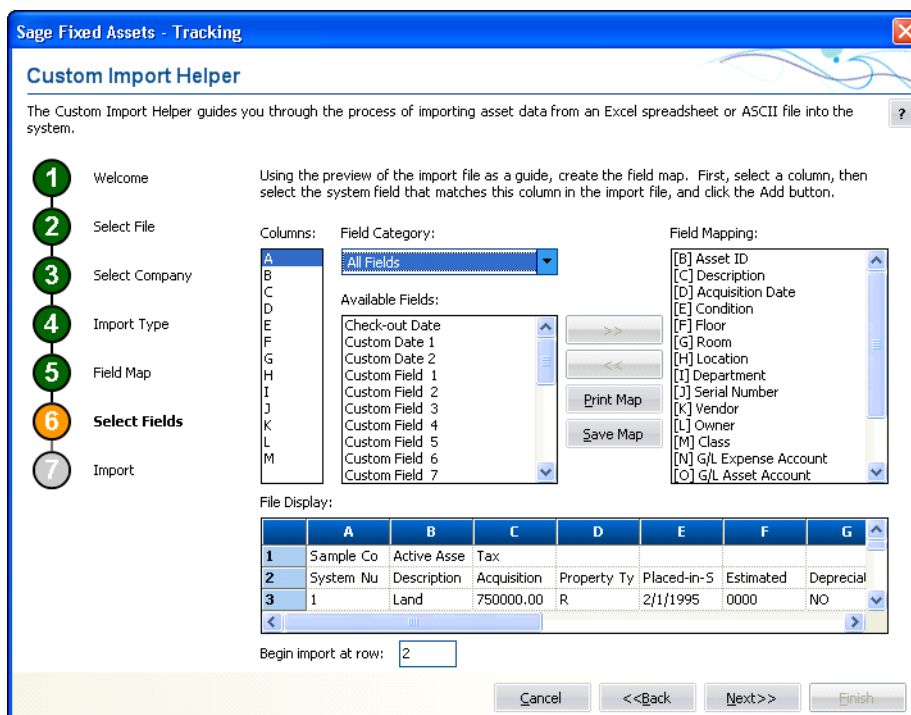 Sage Fixed Assets - Tracking
Custom Import Helper
The Custom Import Helper guides you through the process of importing asset data from an Excel spreadsheet or ASCII file into the
system.
?
1 Welcome
2 Select File
3 Select Company
4 Import Type
5 Field Map
6 Select Fields
7 Import
Using the preview of the import file as a guide, create the field map. First, select a column, then
select the system field that matches this column in the import file, and click the Add button.
Columns:
A
B
C
D
E
F
G
H
I
J
K
L
M
Field Category:
All Fields
Available Fields:
Check-out Date
Custom Date 1
Custom Date 2
Custom Field 1
Custom Field 2
Custom Field 3
Custom Field 4
Custom Field 5
Custom Field 6
Custom Field 7
>>
<<
Print Map
Save Map
Field Mapping:
[B] Asset ID
[C] Description
[D] Acquisition Date
[E] Condition
[F] Floor
[G] Room
[H] Location
[I] Department
[J] Serial Number
[K] Vendor
[L] Owner
[M] Class
[N] G/L Expense Account
[O] G/L Asset Account
File Display:
A B C D E F G
1 Sample Co Active Asse Tax
2 System Nu Description Acquisition Property Ty Placed-in-S Estimated Depreciat
3 1 Land 750000.00 R 2/1/1995 0000 NO
Begin import at row: 2
Cancel <<Back Next>> Finish